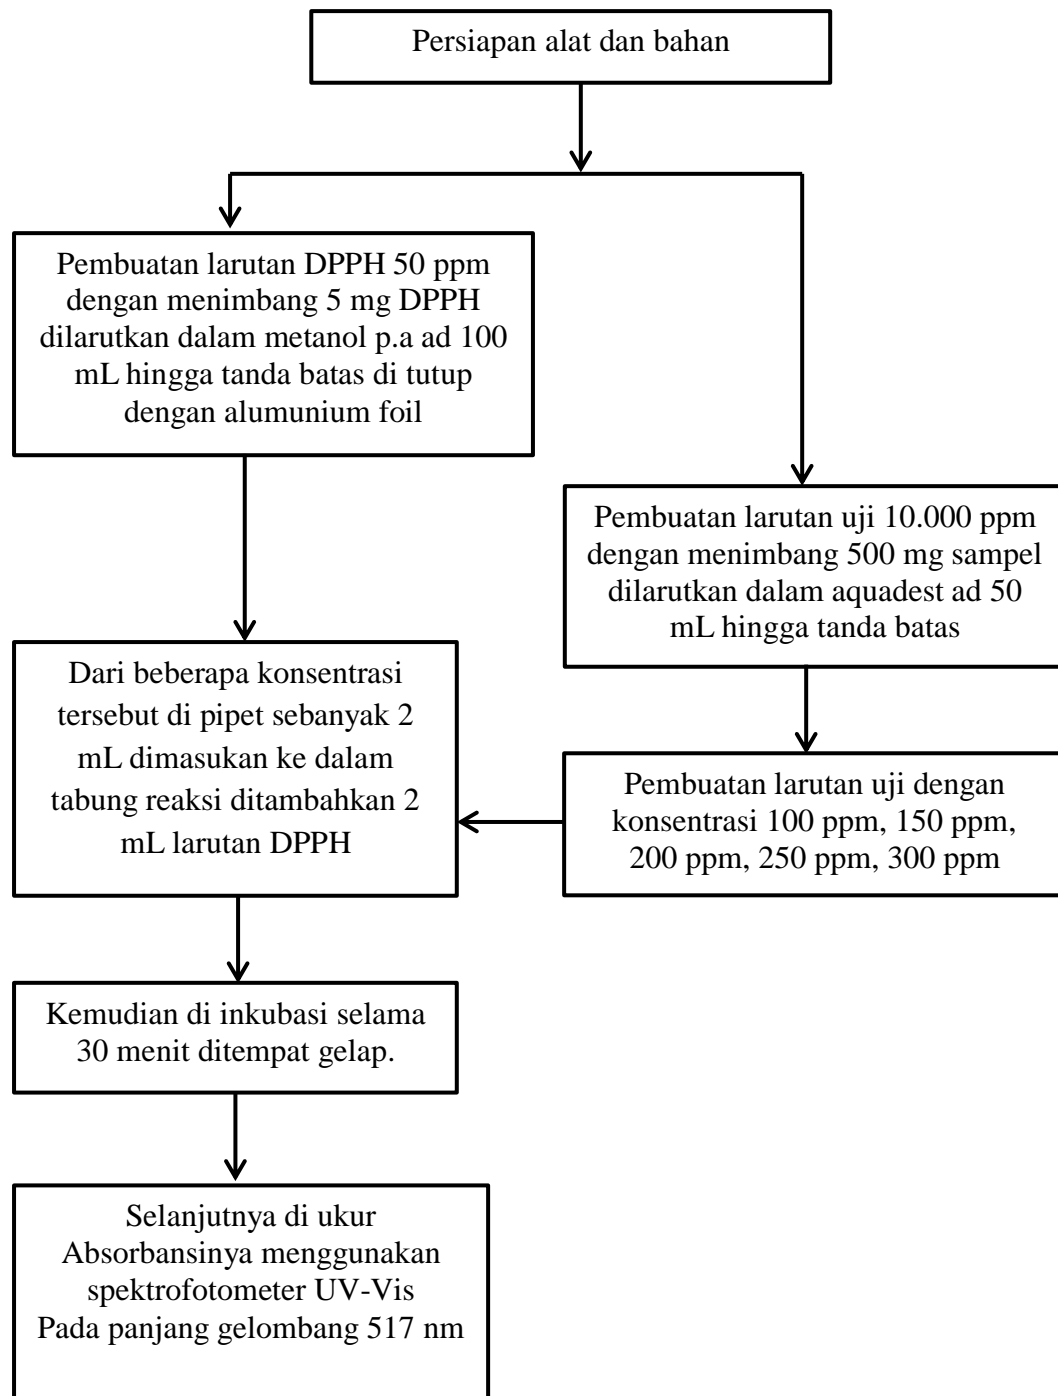 Persiapan alat dan bahan
Pembuatan larutan DPPH 50 ppm
dengan menimbang 5 mg DPPH
dilarutkan dalam metanol p.a ad 100
mL hingga tanda batas di tutup
dengan alumunium foil
Pembuatan larutan uji 10.000 ppm
dengan menimbang 500 mg sampel
dilarutkan dalam aquadest ad 50
mL hingga tanda batas
Dari beberapa konsentrasi
tersebut di pipet sebanyak 2
mL dimasukan ke dalam
tabung reaksi ditambahkan 2
mL larutan DPPH
Pembuatan larutan uji dengan
konsentrasi 100 ppm, 150 ppm,
200 ppm, 250 ppm, 300 ppm
Kemudian di inkubasi selama
30 menit ditempat gelap.
Selanjutnya di ukur
Absorbansinya menggunakan
spektrofotometer UV-Vis
Pada panjang gelombang 517 nm